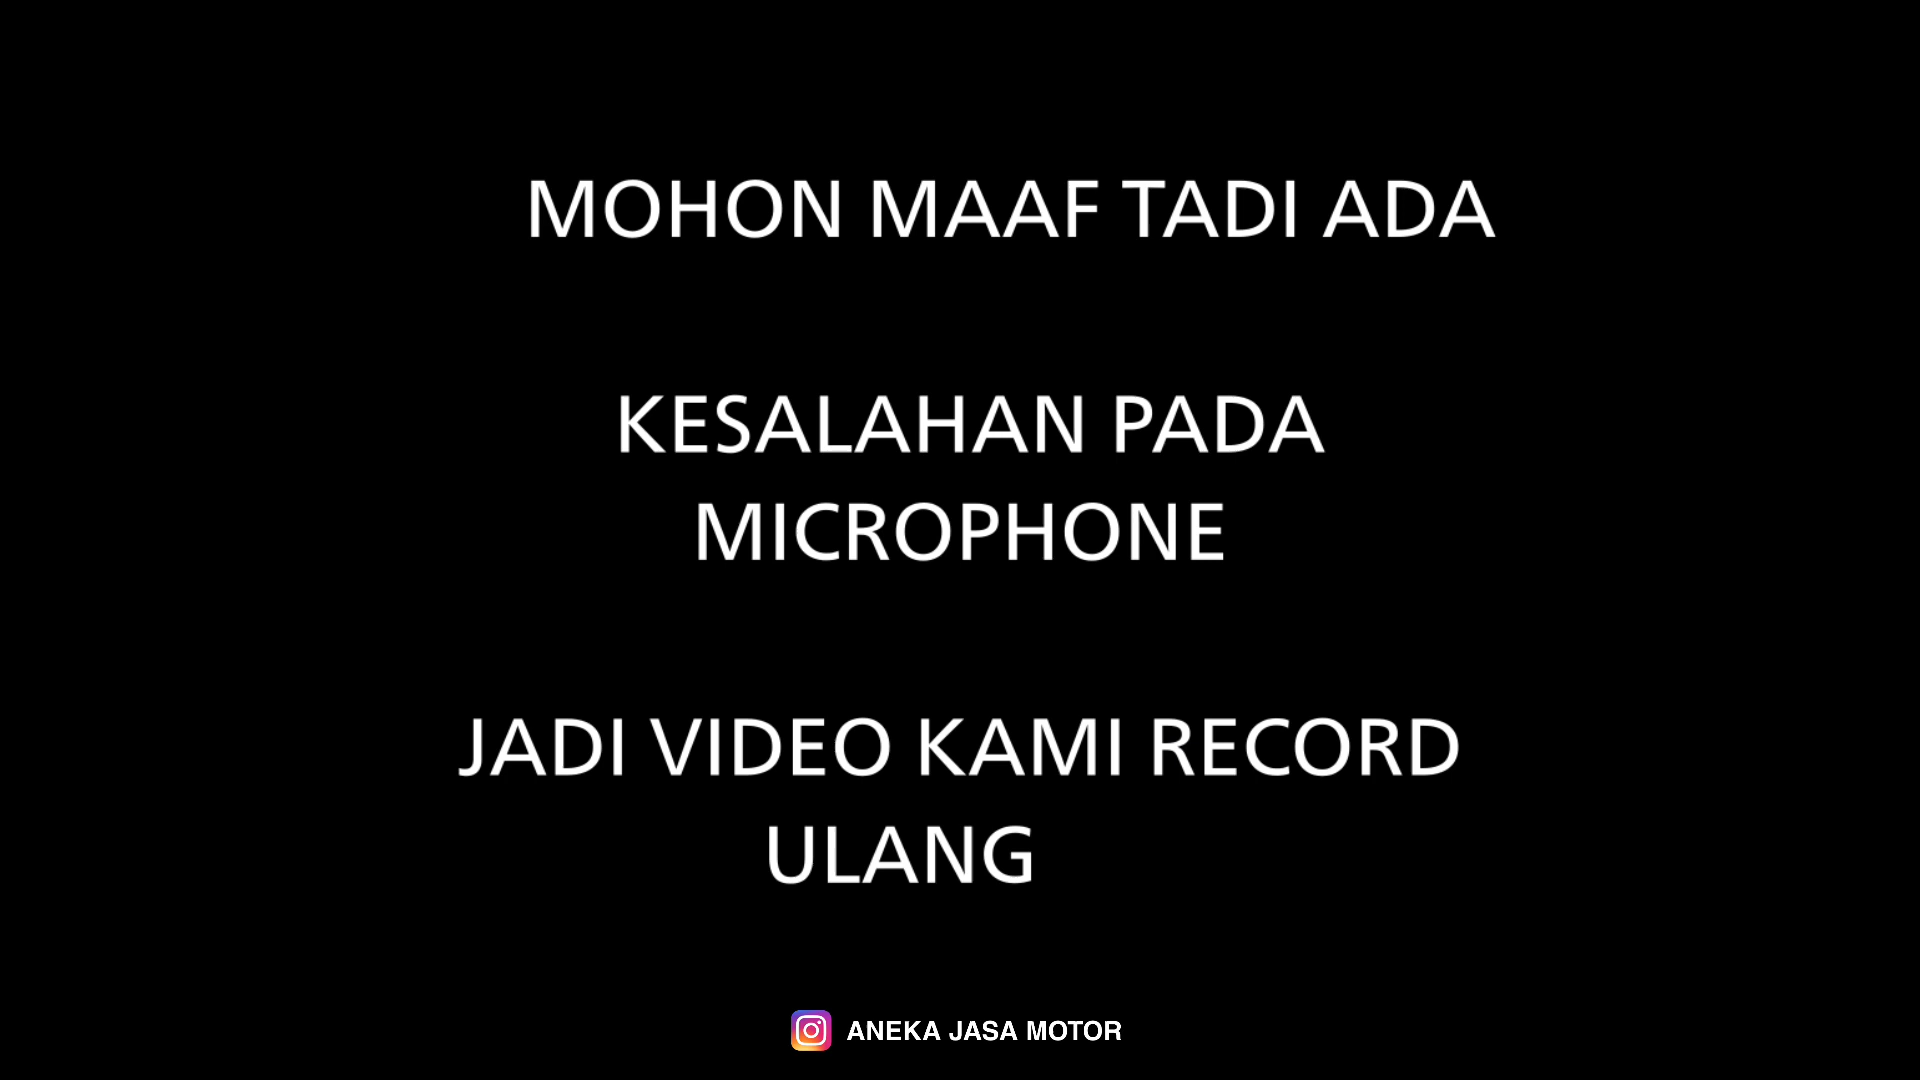 MOHON MAAF TADI ADA
KESALAHAN PADA
MICROPHONE
JADI VIDEO KAMI RECORD
ULANG
ANEKA JASA MOTOR